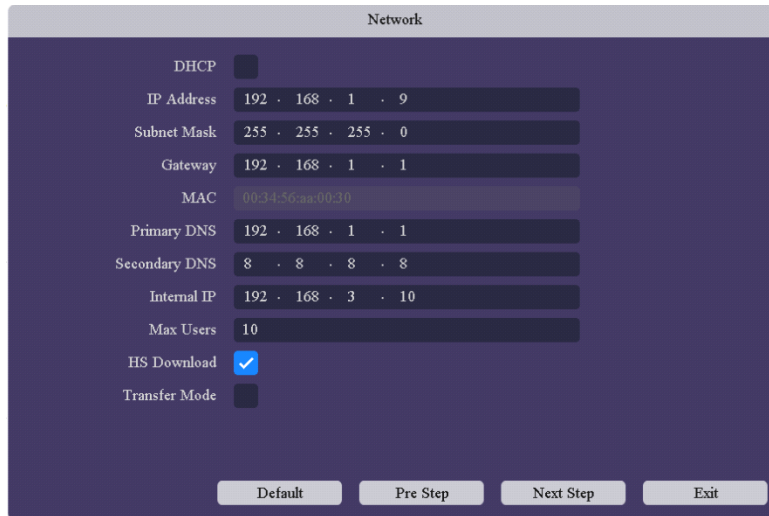 Network
DHCP
IP Address 192 . 168 . 1 . 9
Subnet Mask 255 . 255 . 255 . 0
Gateway 192 . 168 . 1 . 1
MAC 00:34:56:aa:00:30
Primary DNS 192 . 168 . 1 . 1
Secondary DNS 8 . 8 . 8 . 8
Internal IP 192 . 168 . 3 . 10
Max Users 10
HS Download
Transfer Mode
Default Pre Step Next Step Exit